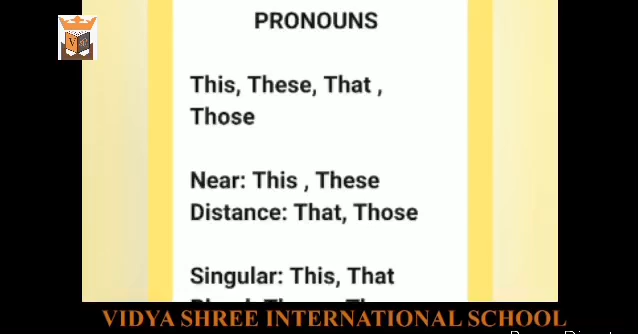 PRONOUNS
This, These, That ,
Those
Near: This , These
Distance: That, Those
Singular: This, That
VIDYA SHREE INTERNATIONAL SCHOOL